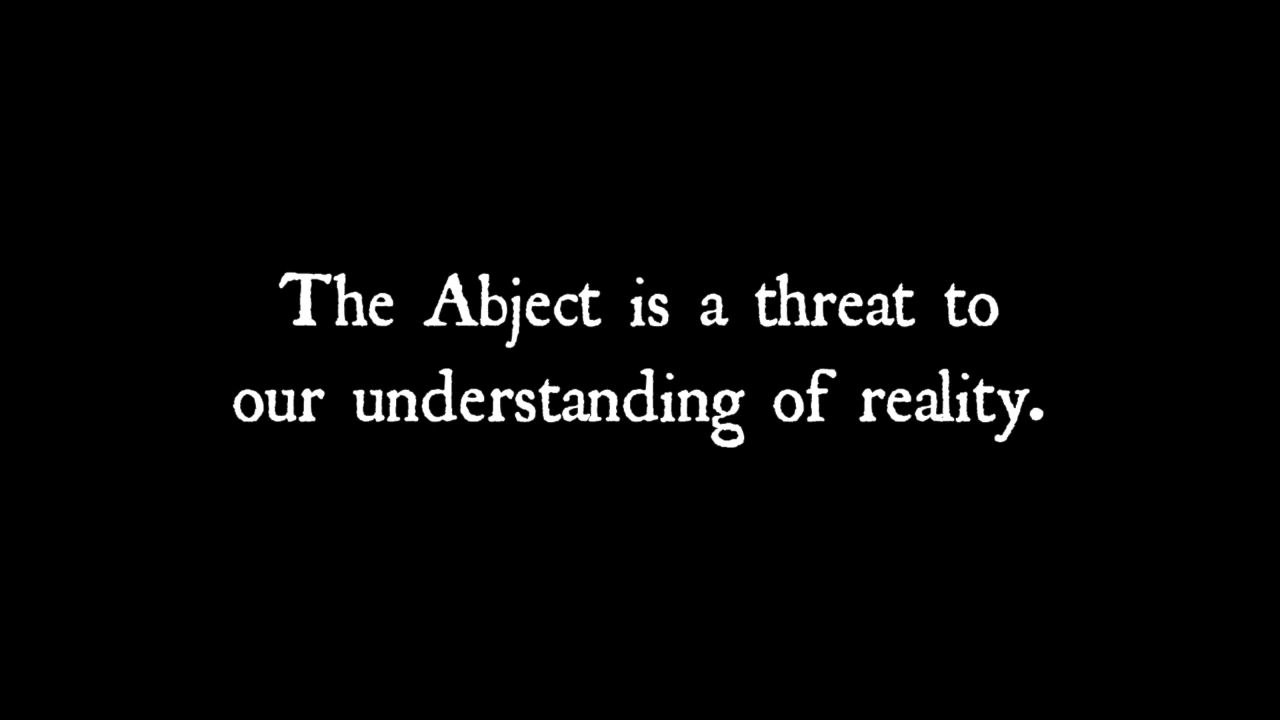 The Abject is a threat to
our understanding of reality.